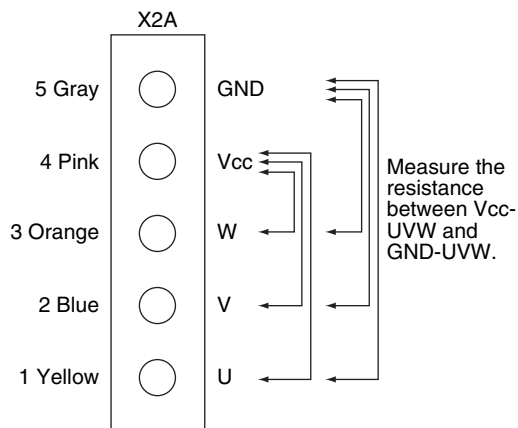 X2A
5 Gray GND
4 Pink Vcc
3 Orange W
2 Blue V
1 Yellow U
Measure the
resistance
between Vcc-
UVW and
GND-UVW.